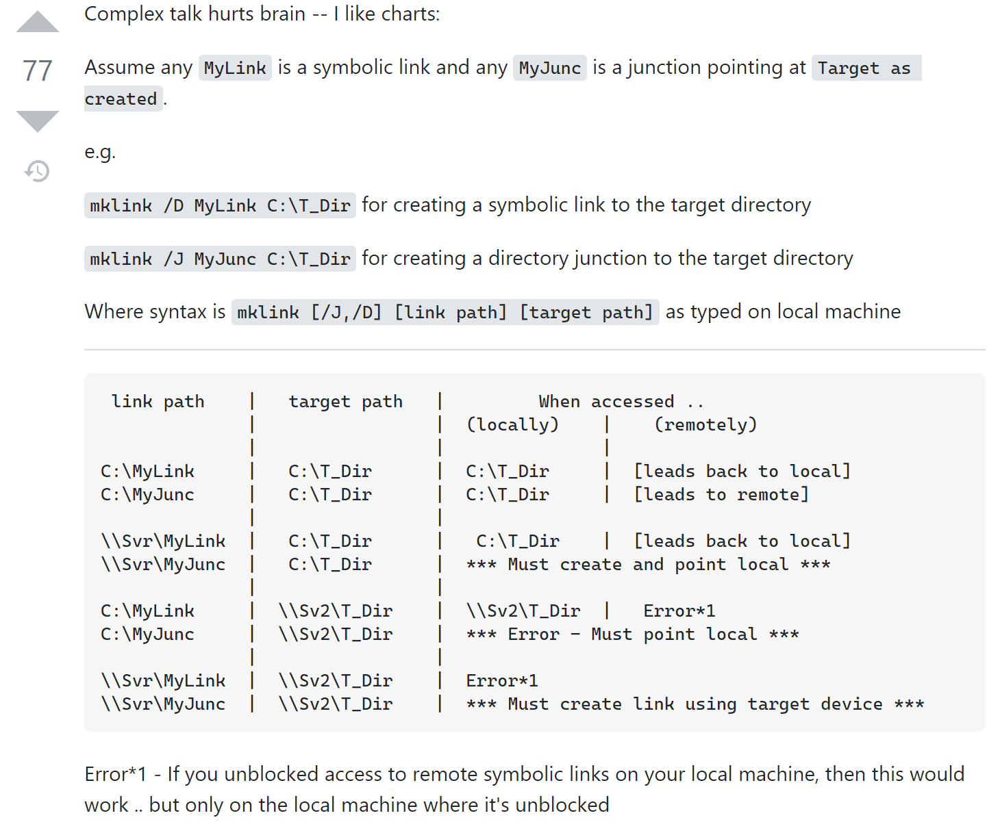 Complex talk hurts brain -- I like charts:
77
Assume any MyLink is a symbolic link and any MyJunc is a junction pointing at Target as
created.
e.g.
mklink /D MyLink C:\T_Dir for creating a symbolic link to the target directory
mklink /J MyJunc C:\T_Dir for creating a directory junction to the target directory
Where syntax is mklink [/J,/D] [link path] [target path] as typed on local machine
 link path    |   target path   |         When accessed ..
              |                 |  (locally)    |    (remotely)
              |                 |               |
C:\MyLink     |   C:\T_Dir      |  C:\T_Dir     |  [leads back to local]
C:\MyJunc     |   C:\T_Dir      |  C:\T_Dir     |  [leads to remote]
              |                 |
\\Svr\MyLink  |   C:\T_Dir      |   C:\T_Dir    |  [leads back to local]
\\Svr\MyJunc  |   C:\T_Dir      |  *** Must create and point local ***
              |                 |
C:\MyLink     |  \\Sv2\T_Dir    |  \\Sv2\T_Dir  |   Error*1
C:\MyJunc     |  \\Sv2\T_Dir    |  *** Error - Must point local ***
              |                 |
\\Svr\MyLink  |  \\Sv2\T_Dir    |  Error*1
\\Svr\MyJunc  |  \\Sv2\T_Dir    |  *** Must create link using target device ***
Error*1 - If you unblocked access to remote symbolic links on your local machine, then this would
work .. but only on the local machine where it's unblocked